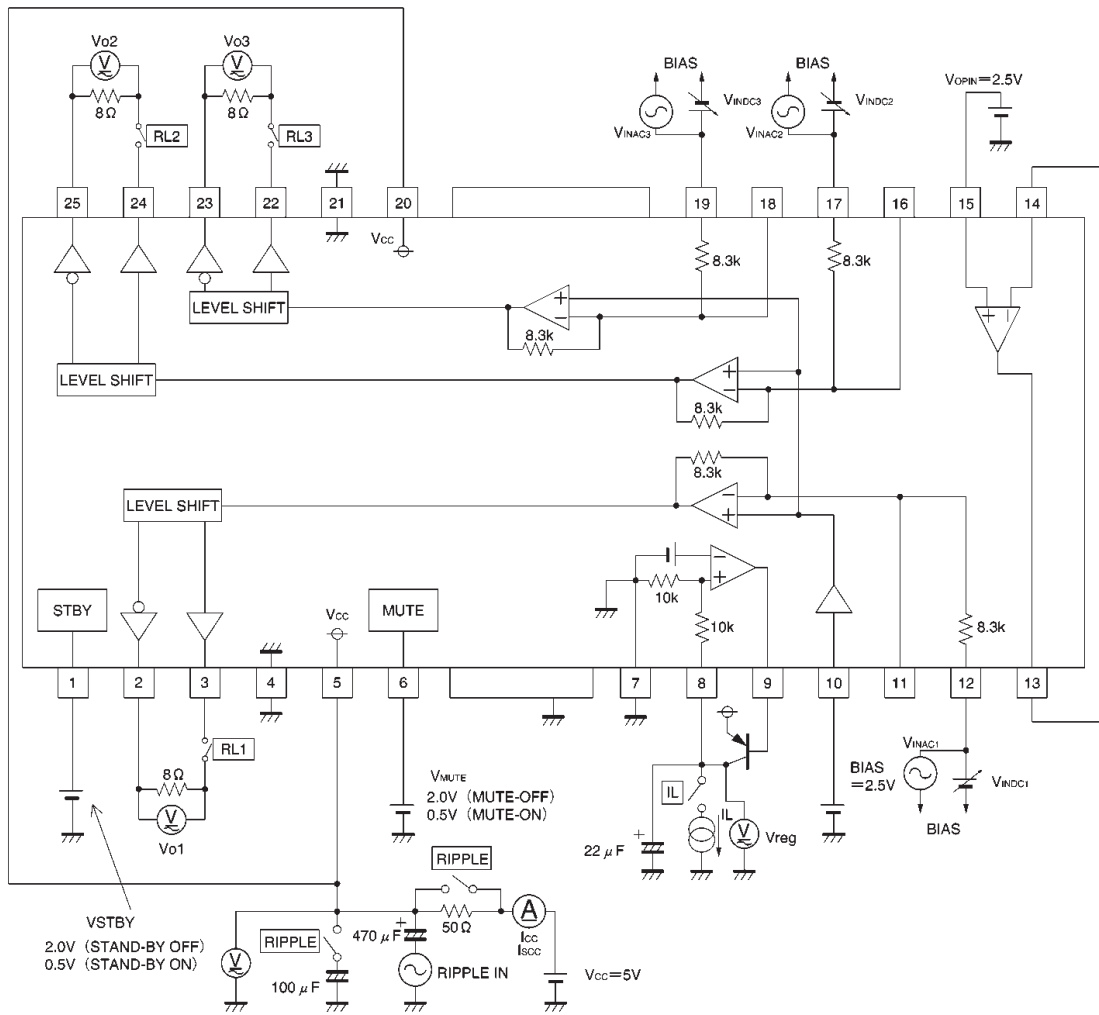 Vo2
Vo3
8Ω
8Ω
RL2
RL3
BIAS
BIAS
VINDC3
VINDC2
VINAC3
VINAC2
VOPIN=2.5V
25
24
23
22
21
20
19
18
17
16
15
14
VCC
8.3k
8.3k
+
−
LEVEL SHIFT
+
−
8.3k
+
−
LEVEL SHIFT
8.3k
8.3k
LEVEL SHIFT
−
+
STBY
MUTE
VCC
−
+
10k
10k
8.3k
1
2
3
4
5
6
7
8
9
10
11
12
13
RL1
8Ω
Vo1
VMUTE
2.0V (MUTE-OFF)
0.5V (MUTE-ON)
IL
IL
Vreg
+
22 μF
VINAC1
BIAS
=2.5V
VINDC1
BIAS
VSTBY
2.0V (STAND-BY OFF)
0.5V (STAND-BY ON)
V
RIPPLE
100 μF
RIPPLE
+
470 μF
50Ω
A
ICC
ISCC
RIPPLE IN
VCC=5V
V
V
V
V